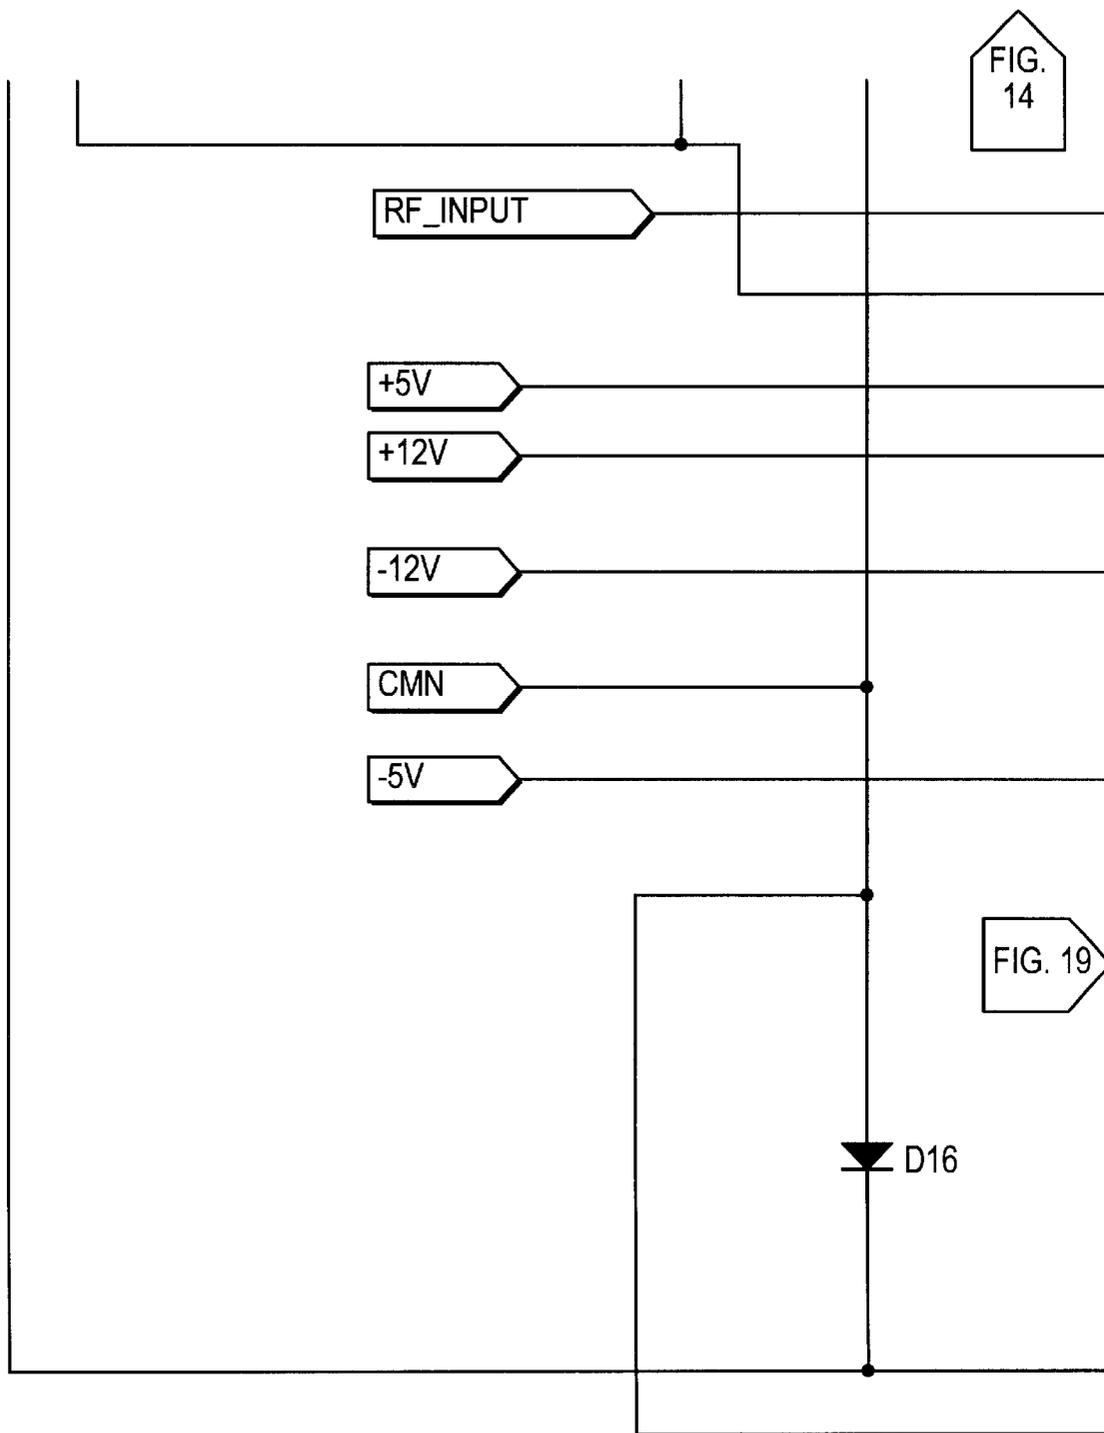 FIG.
14
RF_INPUT
+5V
+12V
-12V
CMN
-5V
FIG. 19
D16